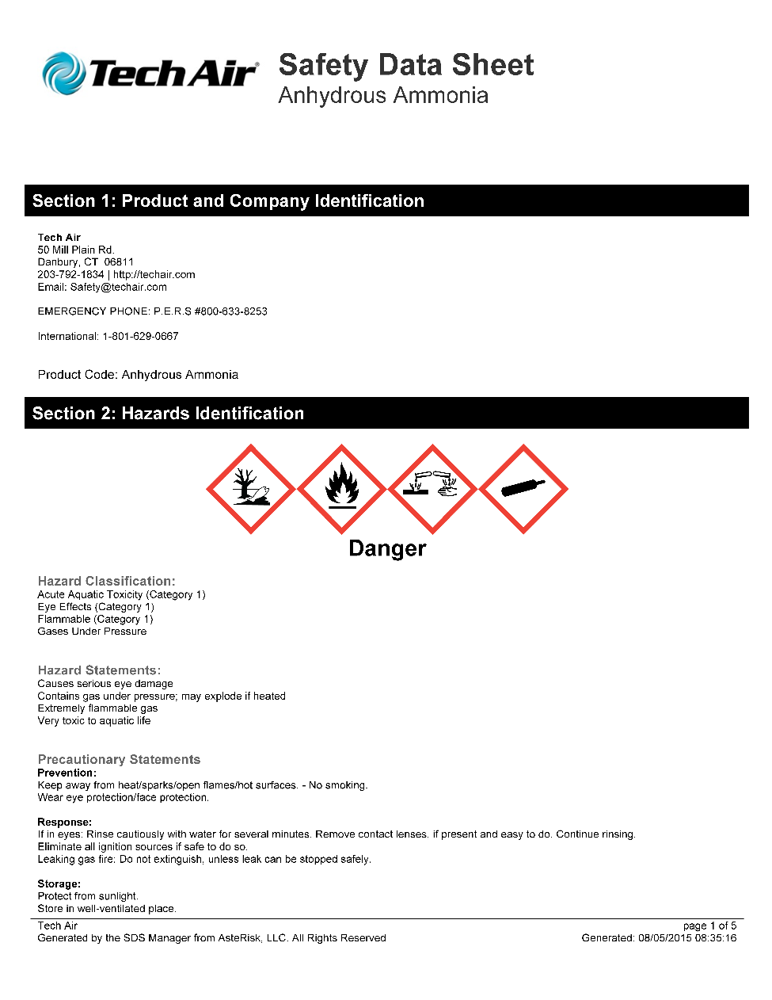 Tech Air®
Safety Data Sheet
Anhydrous Ammonia
Section 1: Product and Company Identification
Tech Air
50 Mill Plain Rd.
Danbury, CT  06811
203-792-1834 | http://techair.com
Email: Safety@techair.com
EMERGENCY PHONE: P.E.R.S #800-633-8253
International: 1-801-629-0667
Product Code: Anhydrous Ammonia
Section 2: Hazards Identification
Danger
Hazard Classification:
Acute Aquatic Toxicity (Category 1)
Eye Effects (Category 1)
Flammable (Category 1)
Gases Under Pressure
Hazard Statements:
Causes serious eye damage
Contains gas under pressure; may explode if heated
Extremely flammable gas
Very toxic to aquatic life
Precautionary Statements
Prevention:
Keep away from heat/sparks/open flames/hot surfaces. - No smoking.
Wear eye protection/face protection.
Response:
If in eyes: Rinse cautiously with water for several minutes. Remove contact lenses. if present and easy to do. Continue rinsing.
Eliminate all ignition sources if safe to do so.
Leaking gas fire: Do not extinguish, unless leak can be stopped safely.
Storage:
Protect from sunlight.
Store in well-ventilated place.
Tech Air page 1 of 5
Generated by the SDS Manager from AsteRisk, LLC. All Rights Reserved Generated: 08/05/2015 08:35:16